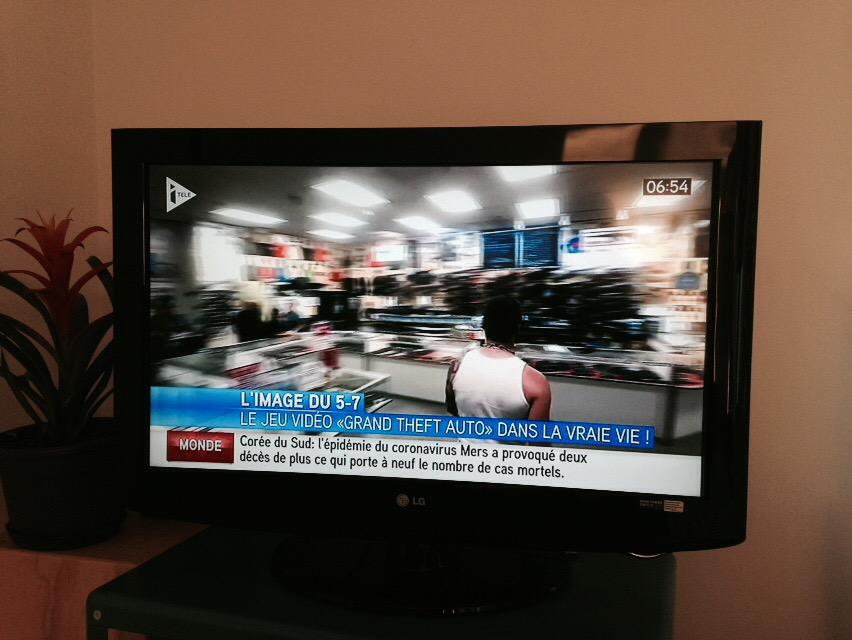 i TELE
06:54
L'IMAGE DU 5-7
LE JEU VIDÉO «GRAND THEFT AUTO» DANS LA VRAIE VIE !
MONDE
Corée du Sud: l'épidémie du coronavirus Mers a provoqué deux
décès de plus ce qui porte à neuf le nombre de cas mortels.
LG